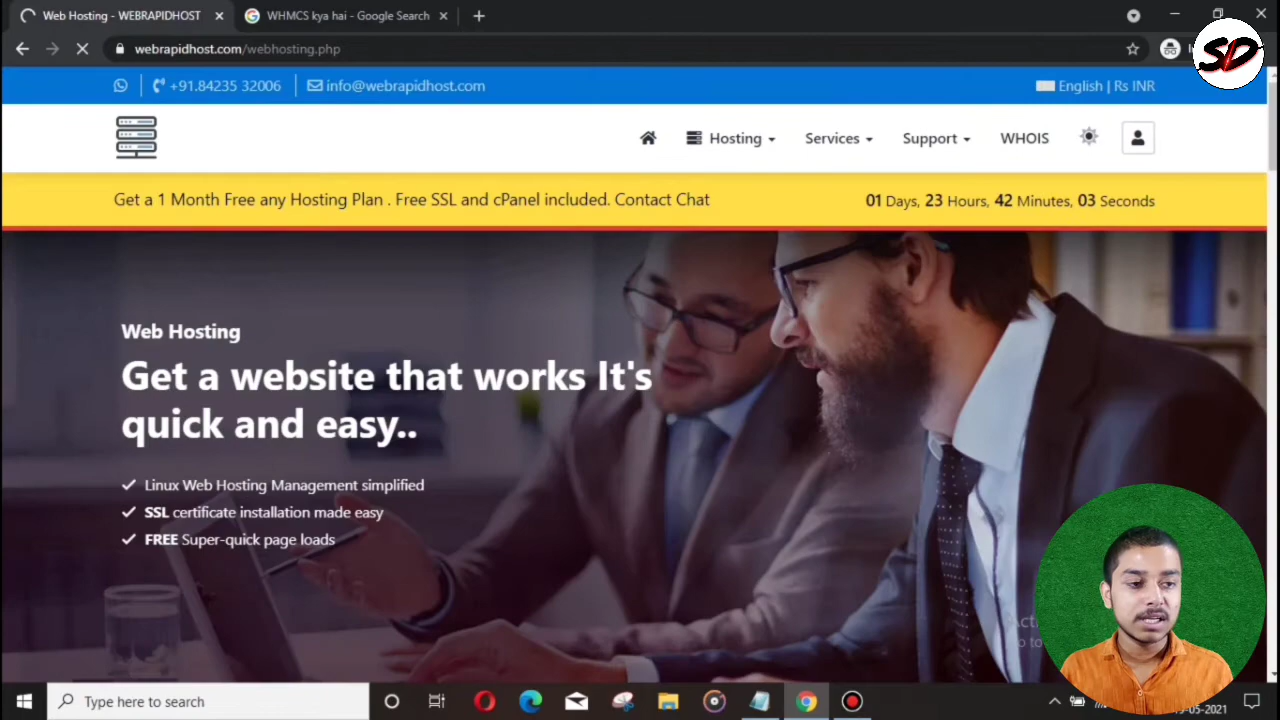 Web Hosting - WEBRAPIDHOST
WHMCS kya hai - Google Search
webrapidhost.com/webhosting.php
SD
+91.84235 32006
info@webrapidhost.com
English | Rs INR
Hosting
Services
Support
WHOIS
Get a 1 Month Free any Hosting Plan . Free SSL and cPanel included. Contact Chat
01 Days, 23 Hours, 42 Minutes, 03 Seconds
Web Hosting
Get a website that works It's
quick and easy..
Linux Web Hosting Management simplified
SSL certificate installation made easy
FREE Super-quick page loads
Type here to search